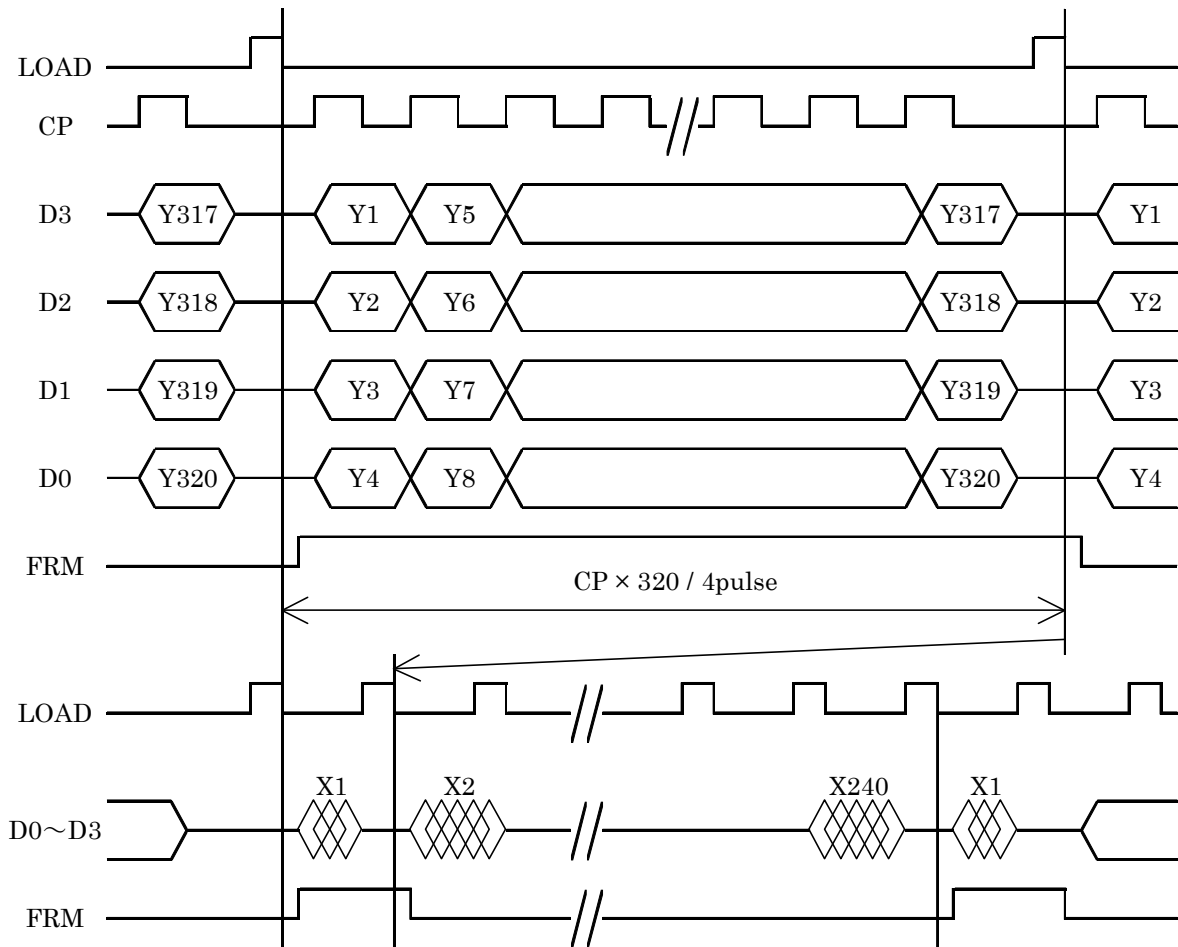 LOAD
CP
D3 Y317 Y1 Y5 Y317 Y1
D2 Y318 Y2 Y6 Y318 Y2
D1 Y319 Y3 Y7 Y319 Y3
D0 Y320 Y4 Y8 Y320 Y4
FRM
CP × 320 / 4pulse
LOAD
X1 X2 X240 X1
D0～D3
FRM